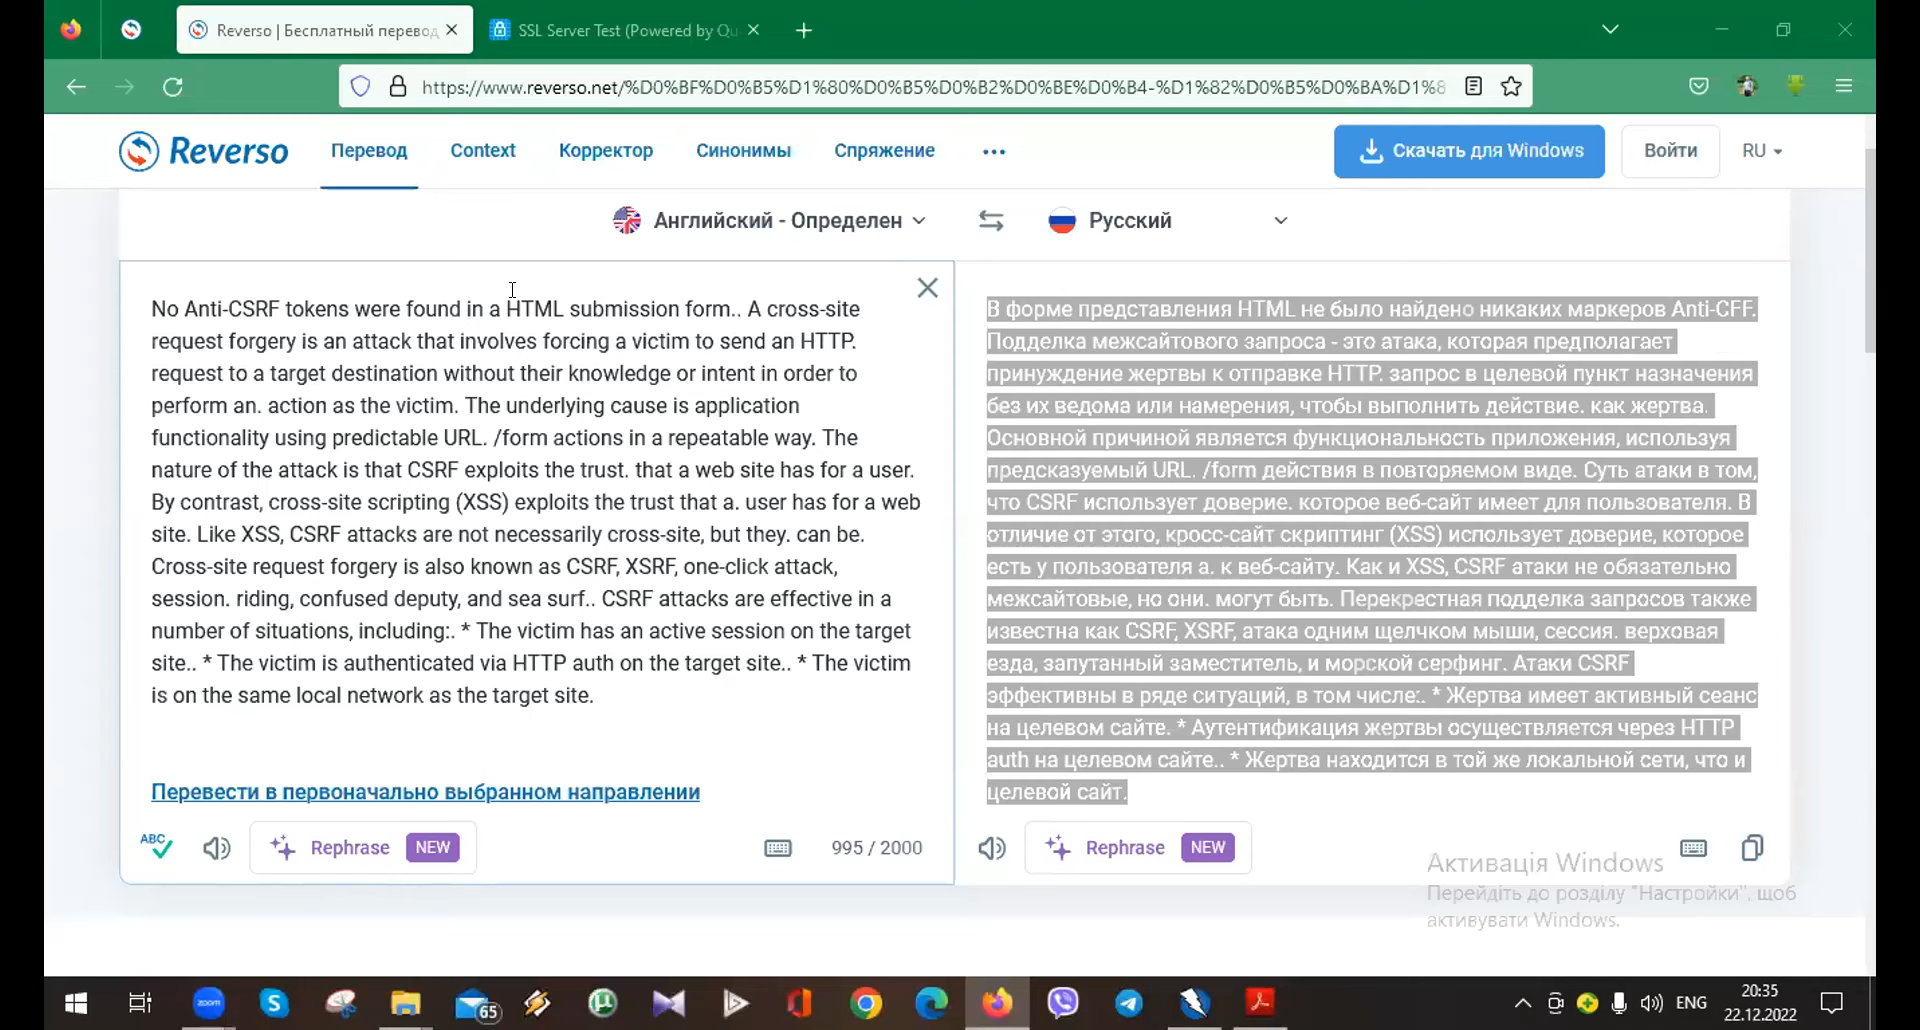 Reverso | Бесплатный перевод
SSL Server Test (Powered by Qu
https://www.reverso.net/%D0%BF%D0%B5%D1%80%D0%B5%D0%B2%D0%BE%D0%B4-%D1%82%D0%B5%D0%BA%D1%8
Reverso
Перевод
Context
Корректор
Синонимы
Спряжение
Скачать для Windows
Войти
RU
Английский - Определен
Русский
No Anti-CSRF tokens were found in a HTML submission form.. A cross-site
request forgery is an attack that involves forcing a victim to send an HTTP.
request to a target destination without their knowledge or intent in order to
perform an. action as the victim. The underlying cause is application
functionality using predictable URL. /form actions in a repeatable way. The
nature of the attack is that CSRF exploits the trust. that a web site has for a user.
By contrast, cross-site scripting (XSS) exploits the trust that a. user has for a web
site. Like XSS, CSRF attacks are not necessarily cross-site, but they. can be.
Cross-site request forgery is also known as CSRF, XSRF, one-click attack,
session. riding, confused deputy, and sea surf.. CSRF attacks are effective in a
number of situations, including:. * The victim has an active session on the target
site.. * The victim is authenticated via HTTP auth on the target site.. * The victim
is on the same local network as the target site.
Перевести в первоначально выбранном направлении
ABC
Rephrase NEW
995 / 2000
В форме представления HTML не было найдено никаких маркеров Anti-CFF.
Подделка межсайтового запроса - это атака, которая предполагает
принуждение жертвы к отправке HTTP. запрос в целевой пункт назначения
без их ведома или намерения, чтобы выполнить действие. как жертва.
Основной причиной является функциональность приложения, используя
предсказуемый URL. /form действия в повторяемом виде. Суть атаки в том,
что CSRF использует доверие. которое веб-сайт имеет для пользователя. В
отличие от этого, кросс-сайт скриптинг (XSS) использует доверие, которое
есть у пользователя а. к веб-сайту. Как и XSS, CSRF атаки не обязательно
межсайтовые, но они. могут быть. Перекрестная подделка запросов также
известна как CSRF, XSRF, атака одним щелчком мыши, сессия. верховая
езда, запутанный заместитель, и морской серфинг. Атаки CSRF
эффективны в ряде ситуаций, в том числе:. * Жертва имеет активный сеанс
на целевом сайте. * Аутентификация жертвы осуществляется через HTTP
auth на целевом сайте.. * Жертва находится в той же локальной сети, что и
целевой сайт.
Rephrase NEW
Активація Windows
Перейдіть до розділу "Настройки", щоб
активувати Windows.
zoom
65
ENG
20:35
22.12.2022